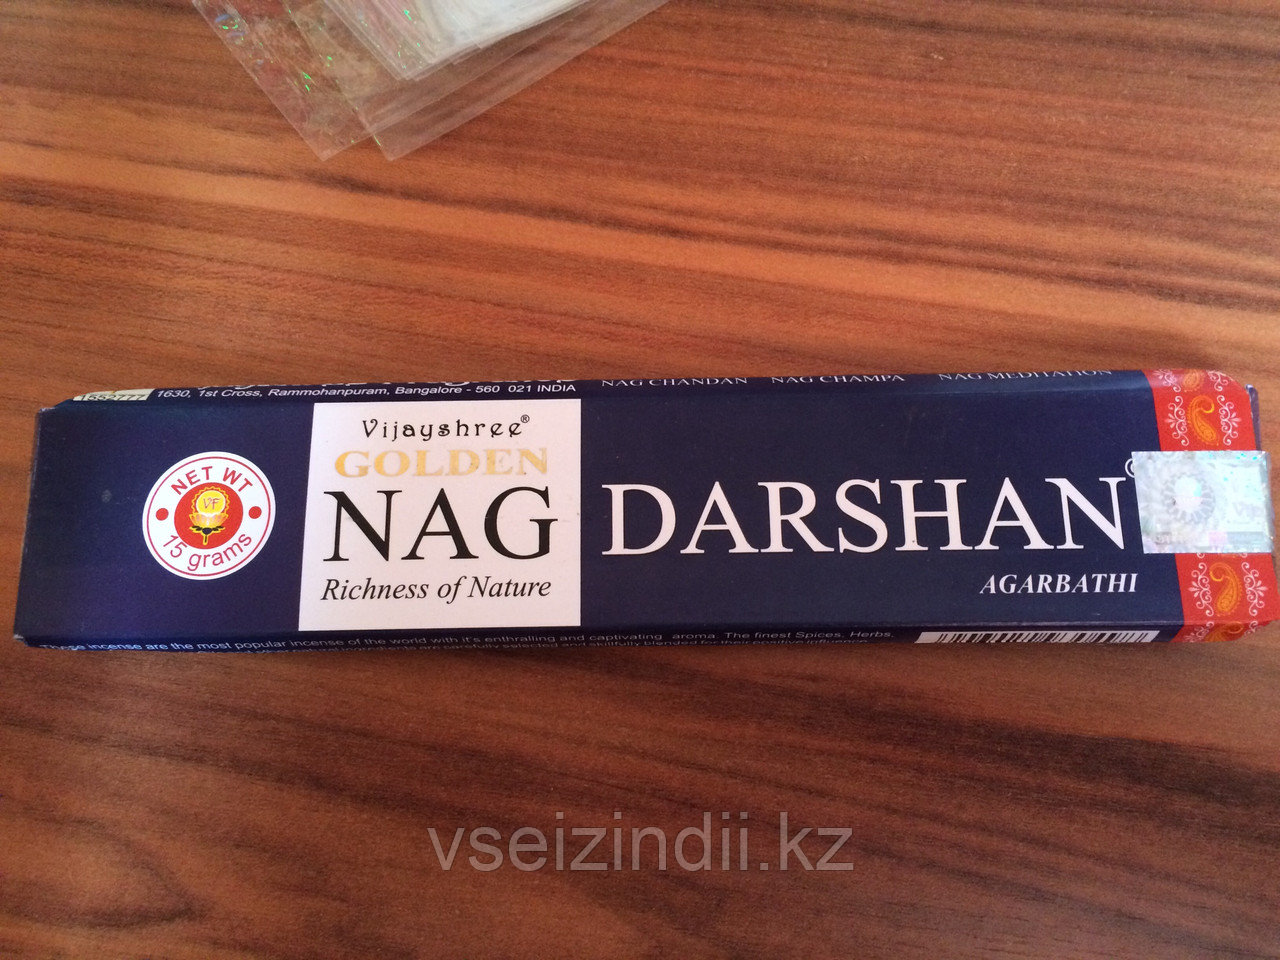 1630, 1st Cross, Rammohanpuram, Bangalore - 560 021 INDIA
NAG CHANDAN NAG CHAMPA NAG MEDITATION
NET WT
VF
15 grams
Vijayshree®
GOLDEN
NAG
Richness of Nature
DARSHAN
AGARBATHI
These incense are the most popular incense of the world with it's enthralling and captivating aroma. The finest Spices, Herbs,
vseizindii.kz